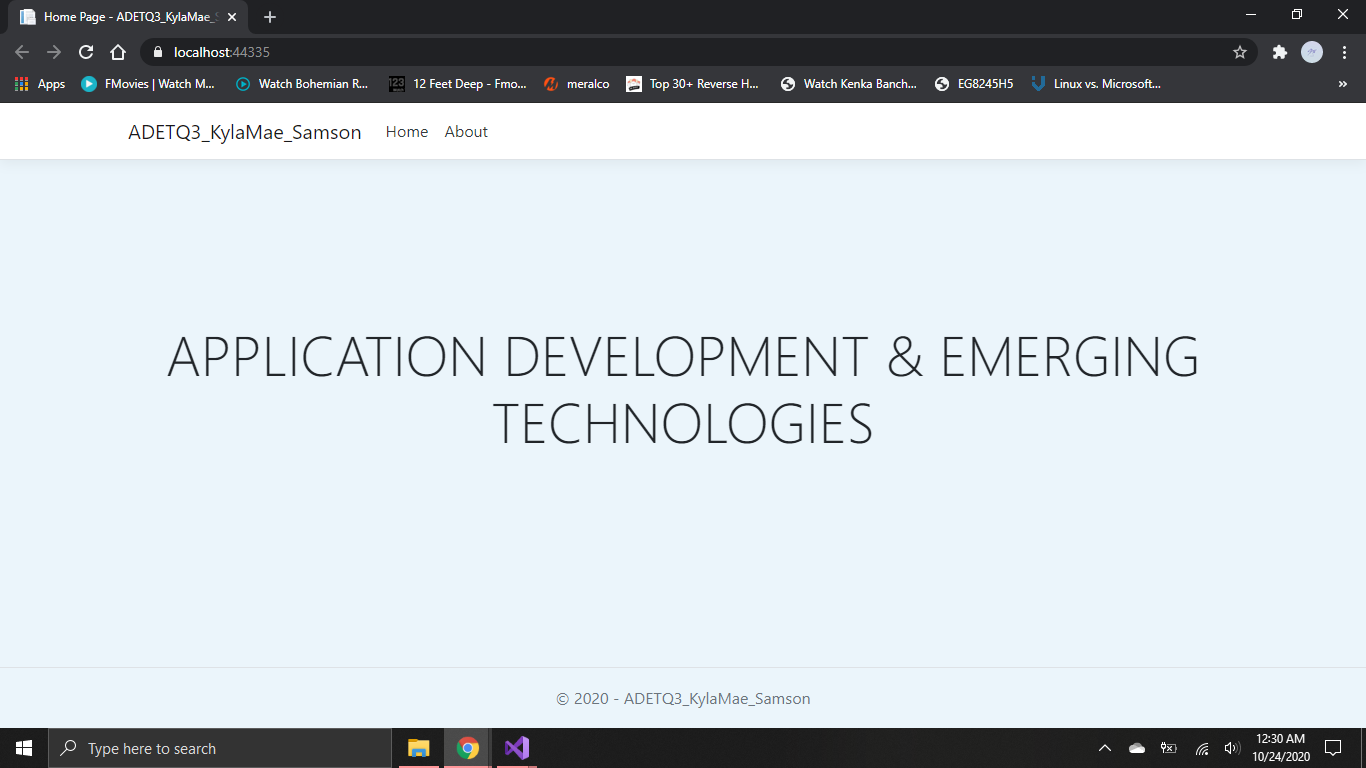 Home Page - ADETQ3_KylaMae_S
localhost:44335
Apps FMovies | Watch M... Watch Bohemian R... 123 12 Feet Deep - Fmo... meralco Top 30+ Reverse H... Watch Kenka Banch... EG8245H5 Linux vs. Microsoft... »
ADETQ3_KylaMae_Samson Home About
APPLICATION DEVELOPMENT & EMERGING
TECHNOLOGIES
© 2020 - ADETQ3_KylaMae_Samson
Type here to search
12:30 AM
10/24/2020